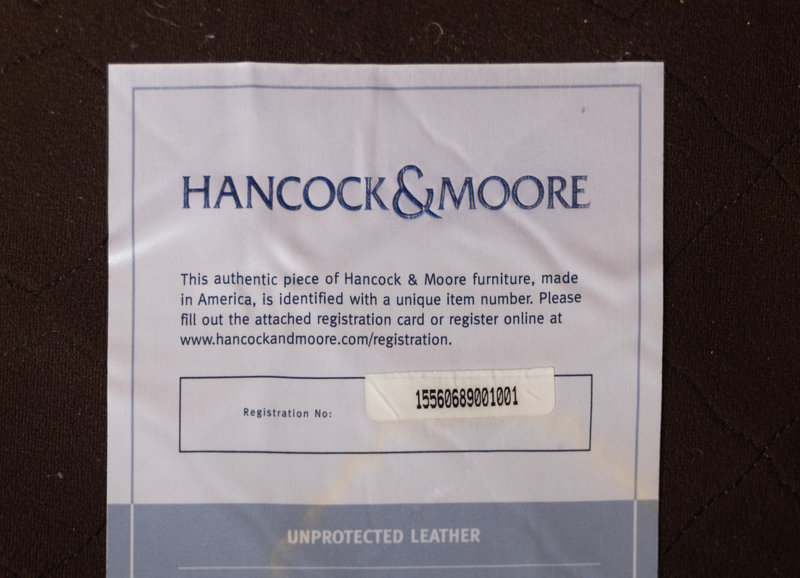 HANCOCK & MOORE
This authentic piece of Hancock & Moore furniture, made
in America, is identified with a unique item number. Please
fill out the attached registration card or register online at
www.hancockandmoore.com/registration.
Registration No: 15560689001001
UNPROTECTED LEATHER